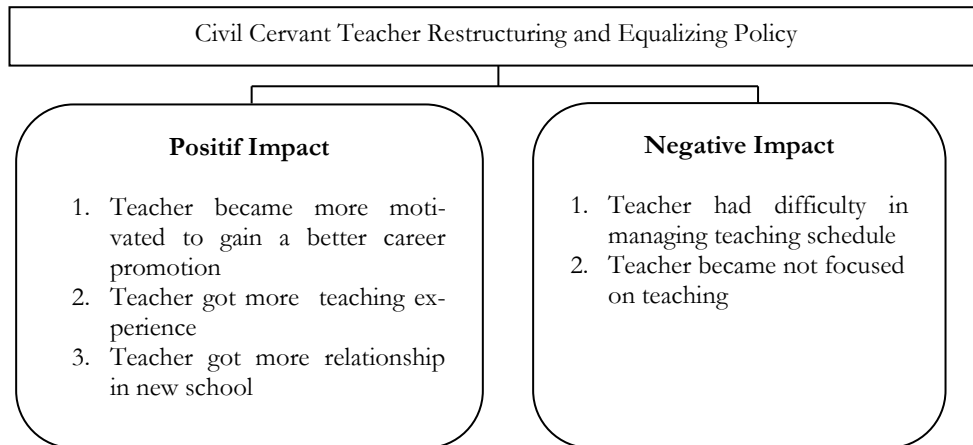 Civil Cervant Teacher Restructuring and Equalizing Policy
Positif Impact
1. Teacher became more moti-
vated to gain a better career
promotion
2. Teacher got more teaching ex-
perience
3. Teacher got more relationship
in new school
Negative Impact
1. Teacher had difficulty in
managing teaching schedule
2. Teacher became not focused
on teaching